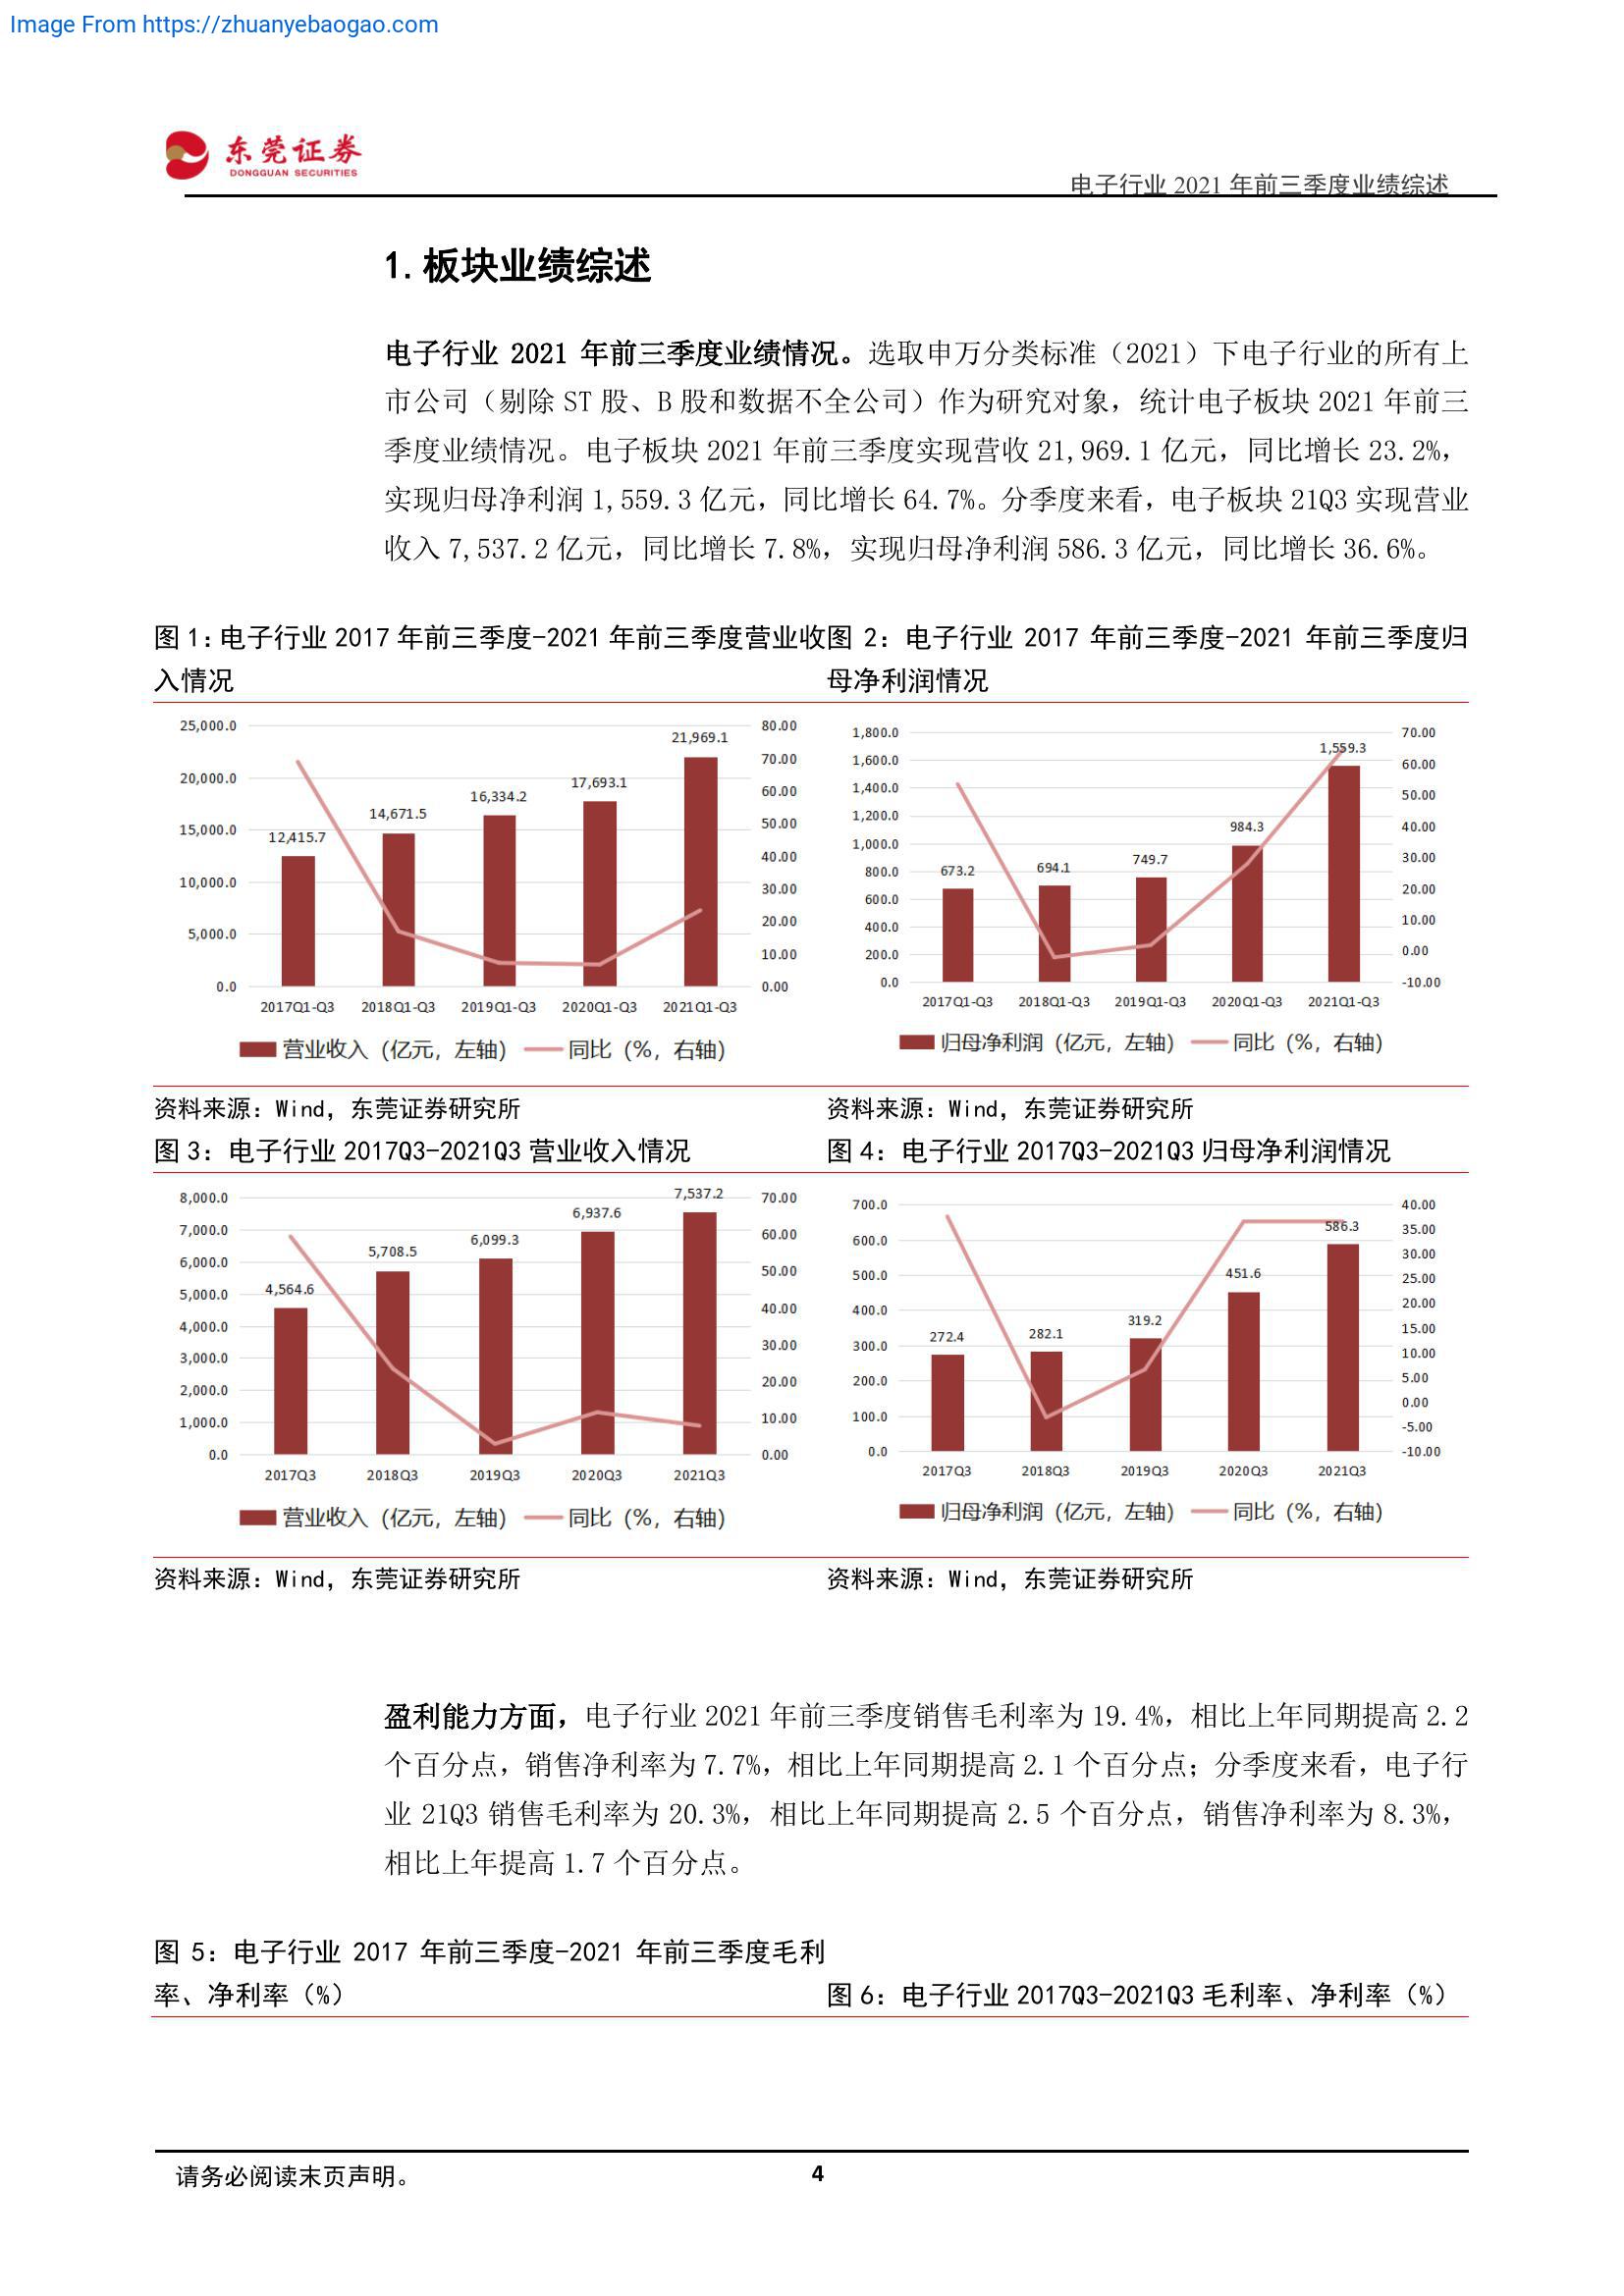 Image From https://zhuanyebaogao.com
东莞证券
DONGGUAN SECURITIES
电子行业 2021 年前三季度业绩综述
1.板块业绩综述
电子行业 2021 年前三季度业绩情况。选取申万分类标准（2021）下电子行业的所有上
市公司（剔除 ST 股、B 股和数据不全公司）作为研究对象，统计电子板块 2021 年前三
季度业绩情况。电子板块 2021 年前三季度实现营收 21,969.1 亿元，同比增长 23.2%，
实现归母净利润 1,559.3 亿元，同比增长 64.7%。分季度来看，电子板块 21Q3 实现营业
收入 7,537.2 亿元，同比增长 7.8%，实现归母净利润 586.3 亿元，同比增长 36.6%。
图 1：电子行业 2017 年前三季度-2021 年前三季度营业收
入情况
图 2：电子行业 2017 年前三季度-2021 年前三季度归
母净利润情况
25,000.0
20,000.0
15,000.0
10,000.0
5,000.0
0.0
12,415.7
14,671.5
16,334.2
17,693.1
21,969.1
80.00
70.00
60.00
50.00
40.00
30.00
20.00
10.00
0.00
2017Q1-Q3 2018Q1-Q3 2019Q1-Q3 2020Q1-Q3 2021Q1-Q3
营业收入（亿元，左轴） 同比（%，右轴）
1,800.0
1,600.0
1,400.0
1,200.0
1,000.0
800.0
600.0
400.0
200.0
0.0
673.2
694.1
749.7
984.3
1,559.3
70.00
60.00
50.00
40.00
30.00
20.00
10.00
0.00
-10.00
2017Q1-Q3 2018Q1-Q3 2019Q1-Q3 2020Q1-Q3 2021Q1-Q3
归母净利润（亿元，左轴） 同比（%，右轴）
资料来源：Wind，东莞证券研究所
资料来源：Wind，东莞证券研究所
图 3：电子行业 2017Q3-2021Q3 营业收入情况
图 4：电子行业 2017Q3-2021Q3 归母净利润情况
8,000.0
7,000.0
6,000.0
5,000.0
4,000.0
3,000.0
2,000.0
1,000.0
0.0
4,564.6
5,708.5
6,099.3
6,937.6
7,537.2
70.00
60.00
50.00
40.00
30.00
20.00
10.00
0.00
2017Q3 2018Q3 2019Q3 2020Q3 2021Q3
营业收入（亿元，左轴） 同比（%，右轴）
700.0
600.0
500.0
400.0
300.0
200.0
100.0
0.0
272.4
282.1
319.2
451.6
586.3
40.00
35.00
30.00
25.00
20.00
15.00
10.00
5.00
0.00
-5.00
-10.00
2017Q3 2018Q3 2019Q3 2020Q3 2021Q3
归母净利润（亿元，左轴） 同比（%，右轴）
资料来源：Wind，东莞证券研究所
资料来源：Wind，东莞证券研究所
盈利能力方面，电子行业 2021 年前三季度销售毛利率为 19.4%，相比上年同期提高 2.2
个百分点，销售净利率为 7.7%，相比上年同期提高 2.1 个百分点；分季度来看，电子行
业 21Q3 销售毛利率为 20.3%，相比上年同期提高 2.5 个百分点，销售净利率为 8.3%，
相比上年提高 1.7 个百分点。
图 5：电子行业 2017 年前三季度-2021 年前三季度毛利
率、净利率（%）
图 6：电子行业 2017Q3-2021Q3 毛利率、净利率（%）
请务必阅读末页声明。
4